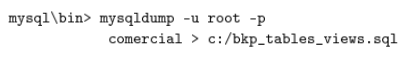 mysql\bin> mysqldump -u root -p
comercial > c:/bkp_tables_views.sql